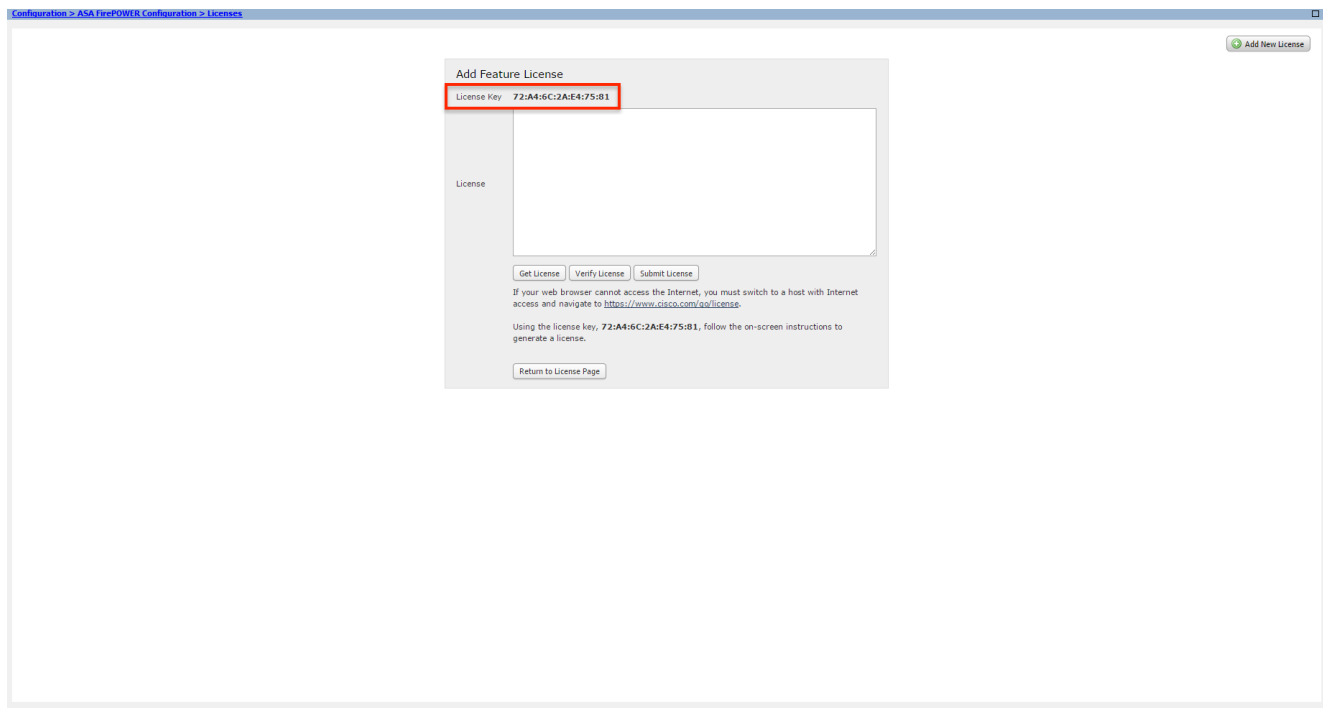 Configuration > ASA FirePOWER Configuration > Licenses
Add New License
Add Feature License
License Key 72:A4:6C:2A:E4:75:81
License
Get License Verify License Submit License
If your web browser cannot access the Internet, you must switch to a host with Internet
access and navigate to https://www.cisco.com/go/license.
Using the license key, 72:A4:6C:2A:E4:75:81, follow the on-screen instructions to
generate a license.
Return to License Page